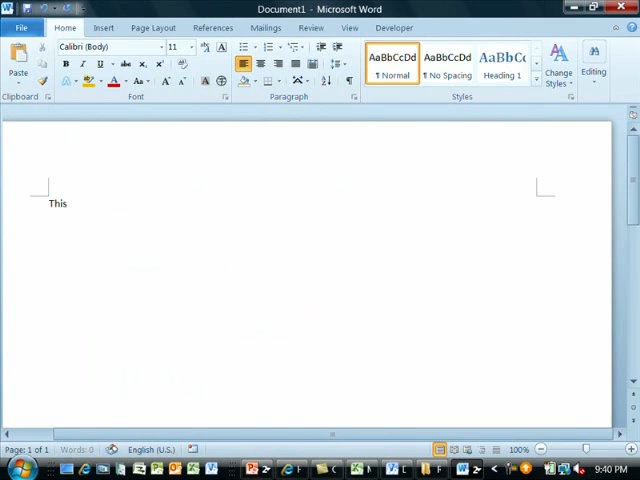 Document1 - Microsoft Word
File Home Insert Page Layout References Mailings Review View Developer
Calibri (Body) 11
AaBbCcDd AaBbCcDd AaBbCc
Paste
¶ Normal ¶ No Spacing Heading 1
Change Styles
Editing
Clipboard Font Paragraph Styles
This
Page: 1 of 1 Words: 0 English (U.S.) 100%
9:40 PM